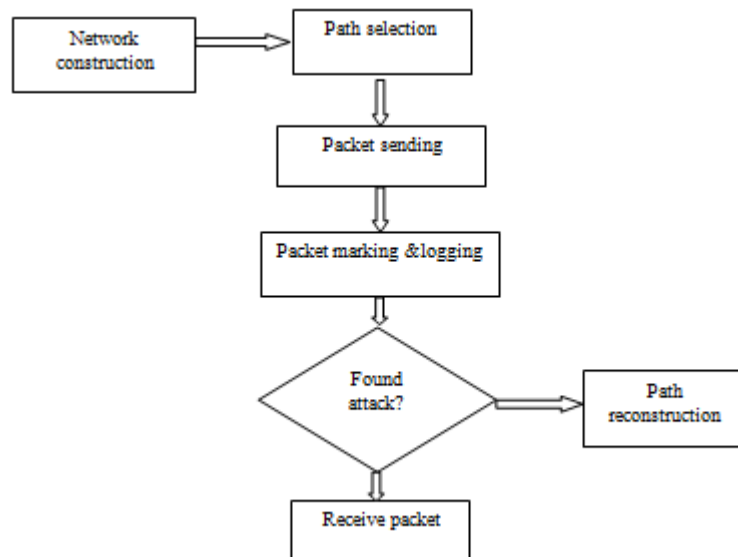 Network
construction
Path selection
Packet sending
Packet marking &logging
Found
attack?
Path
reconstruction
Receive packet